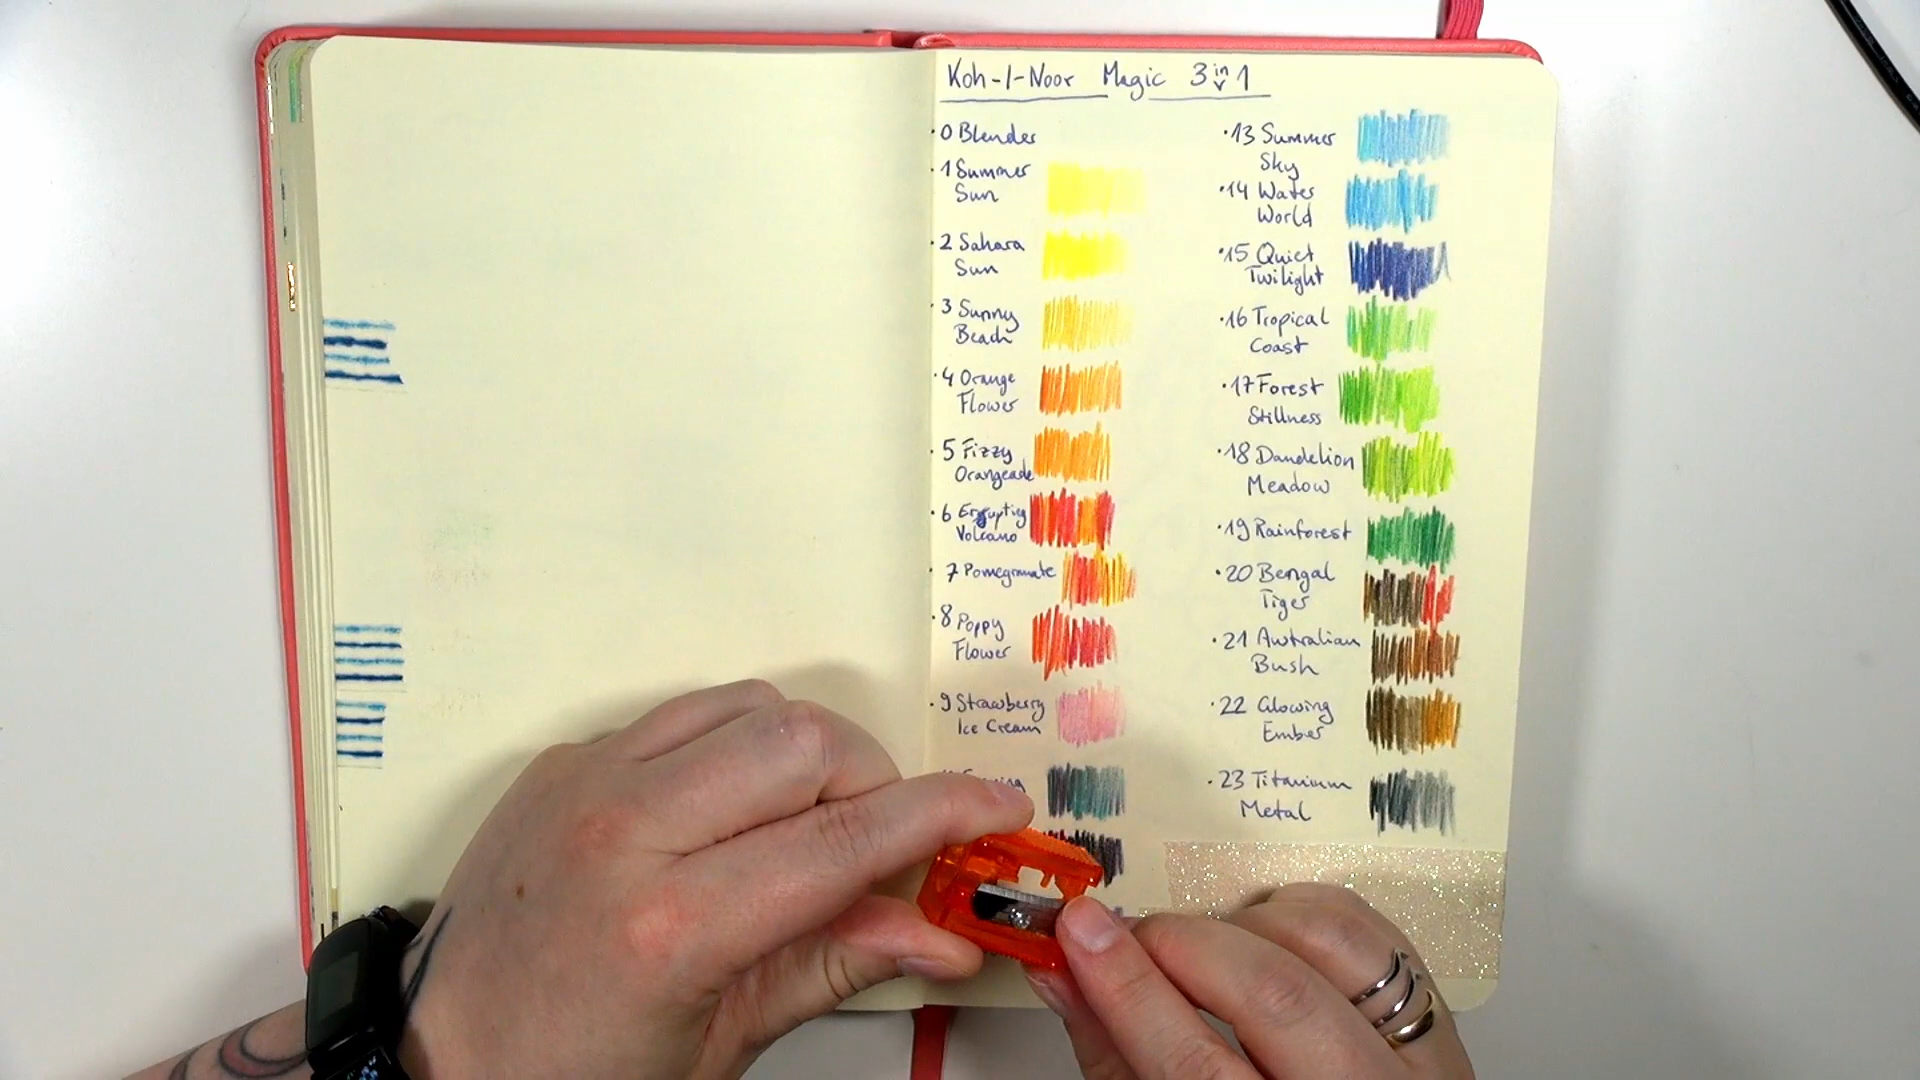 Koh-I-Noor Magic 3 in 1
0 Blender
1 Summer
Sun
2 Sahara
Sun
3 Sunny
Beach
4 Orange
Flower
5 Fizzy
Orangeade
6 Errupting
Volcano
7 Pomegranate
8 Poppy
Flower
9 Strawberry
Ice Cream
13 Summer
Sky
14 Water
World
15 Quiet
Twilight
16 Tropical
Coast
17 Forest
Stillness
18 Dandelion
Meadow
19 Rainforest
20 Bengal
Tiger
21 Australian
Bush
22 Glowing
Ember
23 Titanium
Metal